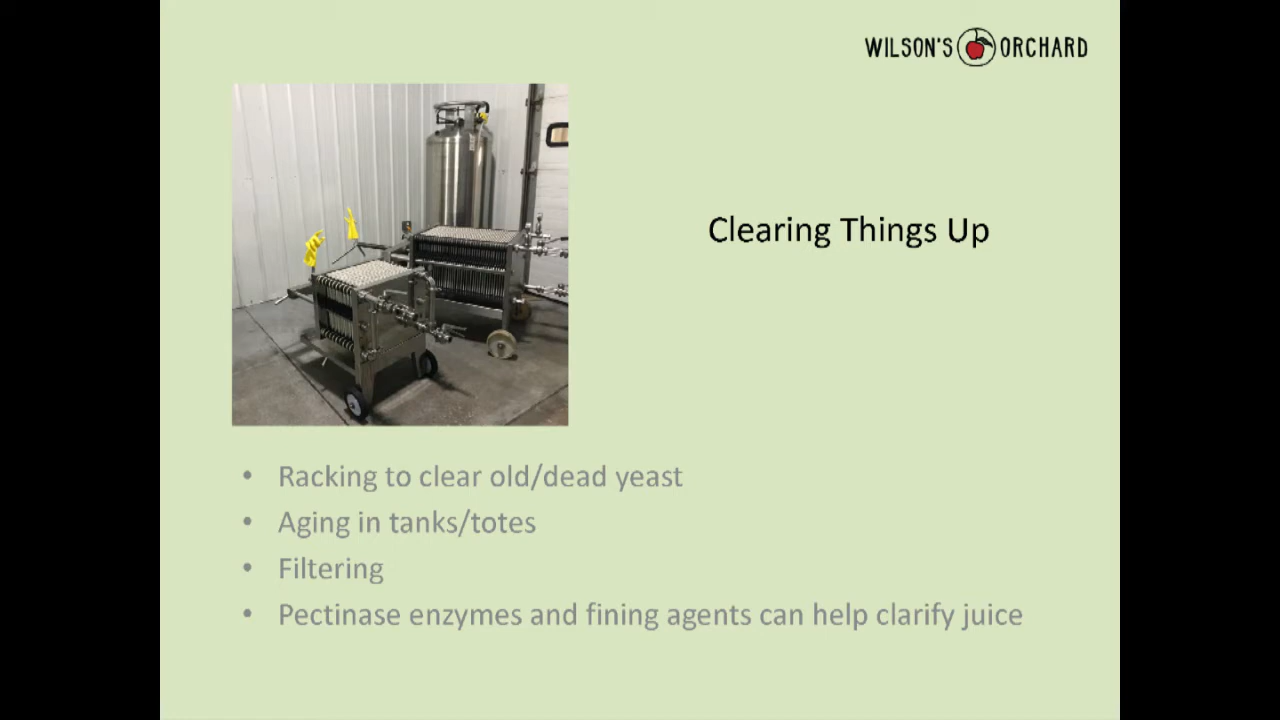 WILSON'S ORCHARD
Clearing Things Up
• Racking to clear old/dead yeast
• Aging in tanks/totes
• Filtering
• Pectinase enzymes and fining agents can help clarify juice